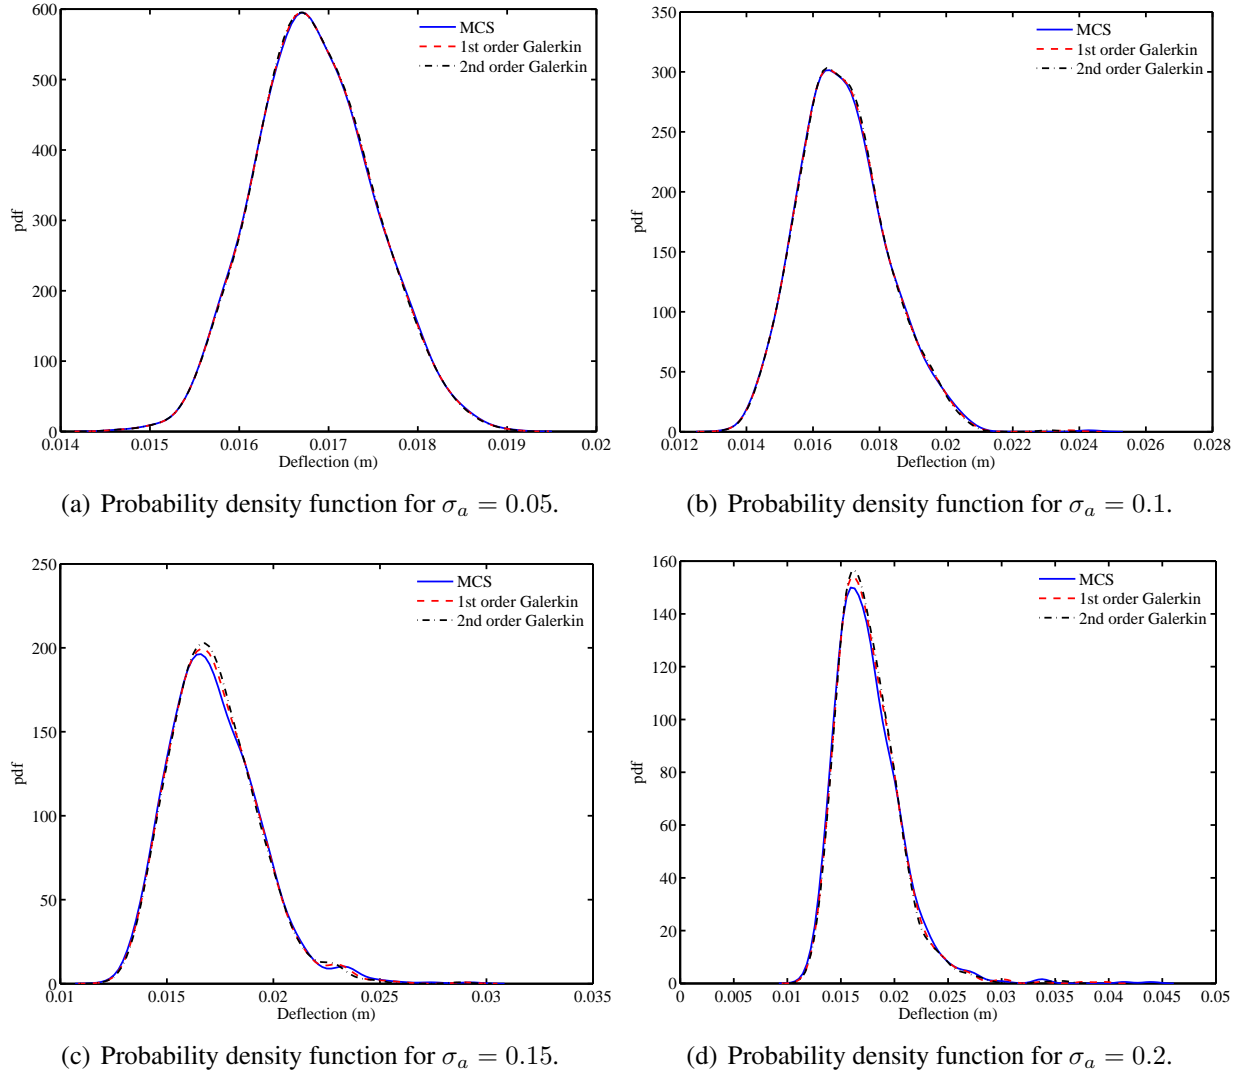 600
500
400
300
200
100
0
pdf
0.014 0.015 0.016 0.017 0.018 0.019 0.02
Deflection (m)
MCS
1st order Galerkin
2nd order Galerkin
(a) Probability density function for σₐ = 0.05.
350
300
250
200
150
100
50
0
pdf
0.012 0.014 0.016 0.018 0.02 0.022 0.024 0.026 0.028
Deflection (m)
MCS
1st order Galerkin
2nd order Galerkin
(b) Probability density function for σₐ = 0.1.
250
200
150
100
50
0
pdf
0.01 0.015 0.02 0.025 0.03 0.035
Deflection (m)
MCS
1st order Galerkin
2nd order Galerkin
(c) Probability density function for σₐ = 0.15.
160
140
120
100
80
60
40
20
0
pdf
0 0.005 0.01 0.015 0.02 0.025 0.03 0.035 0.04 0.045 0.05
Deflection (m)
MCS
1st order Galerkin
2nd order Galerkin
(d) Probability density function for σₐ = 0.2.